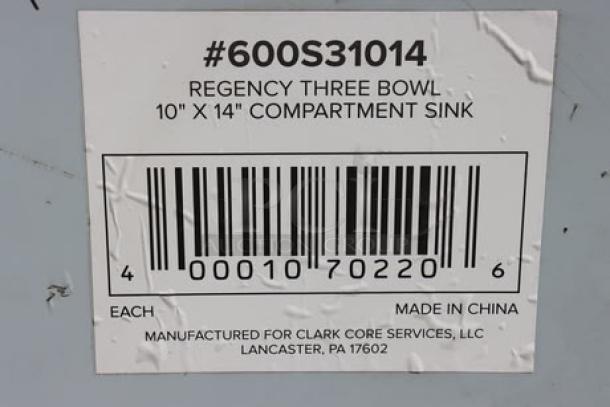 #600S31014
REGENCY THREE BOWL
10" X 14" COMPARTMENT SINK
4 00010 70220 6
EACH
MADE IN CHINA
MANUFACTURED FOR CLARK CORE SERVICES, LLC
LANCASTER, PA 17602